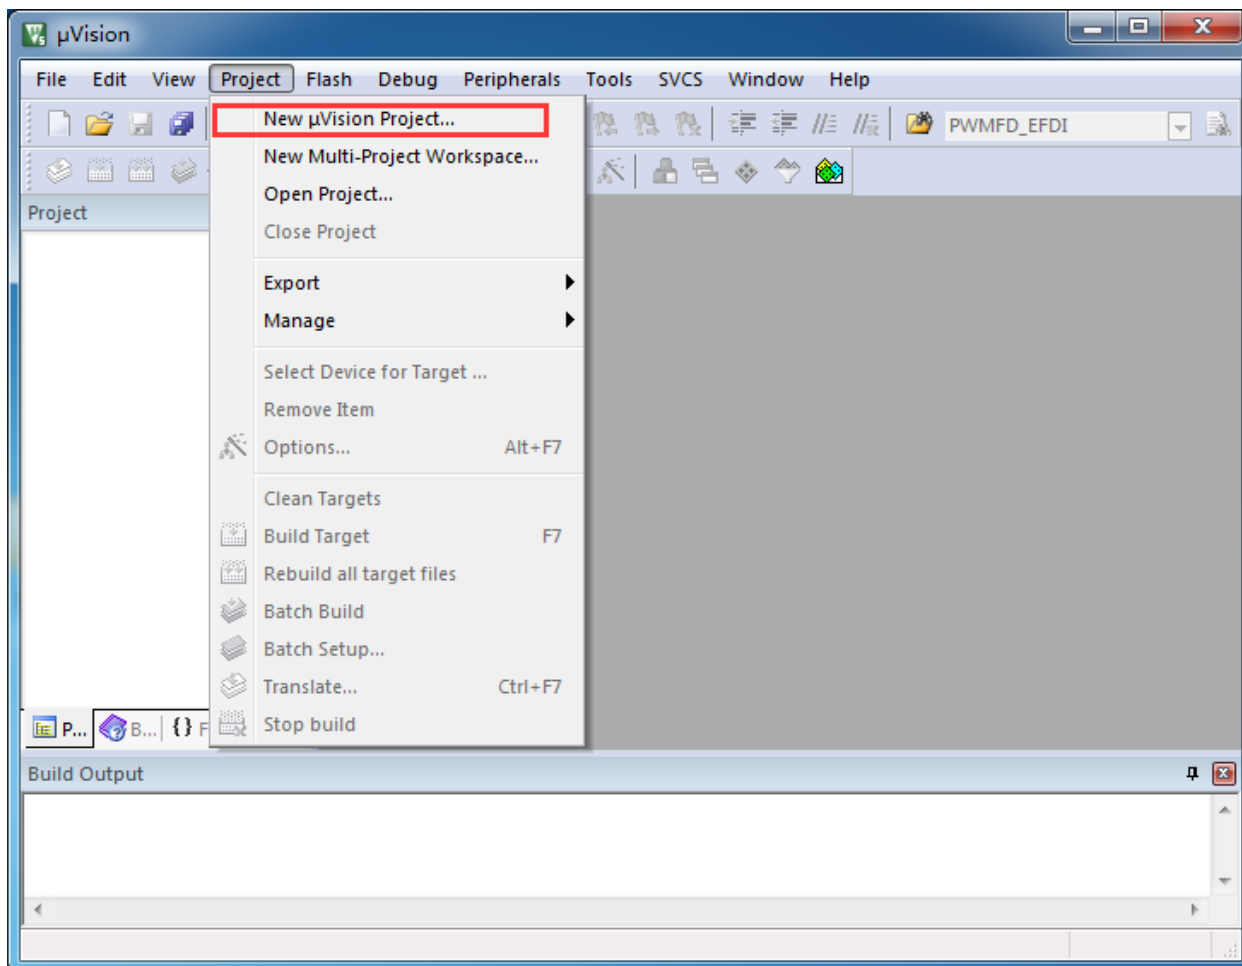 µVision
File Edit View Project Flash Debug Peripherals Tools SVCS Window Help
New µVision Project...
PWMFD_EFDI
New Multi-Project Workspace...
Project
Open Project...
Close Project
Export
Manage
Select Device for Target ...
Remove Item
Options... Alt+F7
Clean Targets
Build Target F7
Rebuild all target files
Batch Build
Batch Setup...
Translate... Ctrl+F7
Stop build
P... B... {} F
Build Output